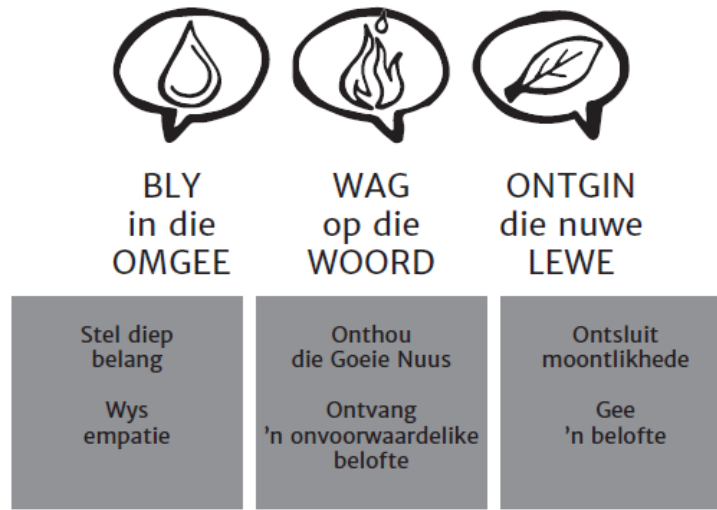 BLY
in die
OMGEE
WAG
op die
WOORD
ONTGIN
die nuwe
LEWE
Stel diep
belang
Wys
empatie
Onthou
die Goeie Nuus
Ontvang
'n onvoorwaardelike
belofte
Ontsluit
moontlikhede
Gee
'n belofte